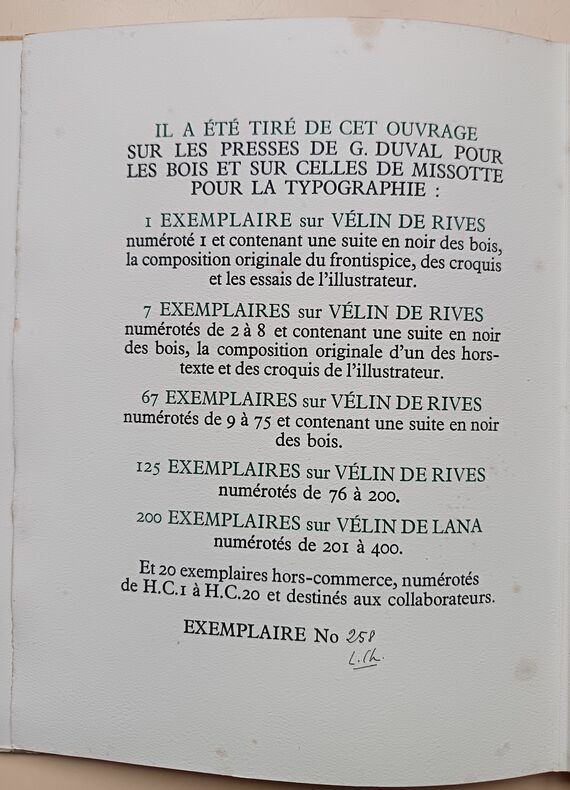 IL A ÉTÉ TIRÉ DE CET OUVRAGE
SUR LES PRESSES DE G. DUVAL POUR
LES BOIS ET SUR CELLES DE MISSOTTE
POUR LA TYPOGRAPHIE :
1 EXEMPLAIRE sur VÉLIN DE RIVES
numéroté 1 et contenant une suite en noir des bois,
la composition originale du frontispice, des croquis
et les essais de l'illustrateur.
7 EXEMPLAIRES sur VÉLIN DE RIVES
numérotés de 2 à 8 et contenant une suite en noir
des bois, la composition originale d'un des hors-
texte et des croquis de l'illustrateur.
67 EXEMPLAIRES sur VÉLIN DE RIVES
numérotés de 9 à 75 et contenant une suite en noir
des bois.
125 EXEMPLAIRES sur VÉLIN DE RIVES
numérotés de 76 à 200.
200 EXEMPLAIRES sur VÉLIN DE LANA
numérotés de 201 à 400.
Et 20 exemplaires hors-commerce, numérotés
de H.C.1 à H.C.20 et destinés aux collaborateurs.
EXEMPLAIRE No 258
L.Ch.